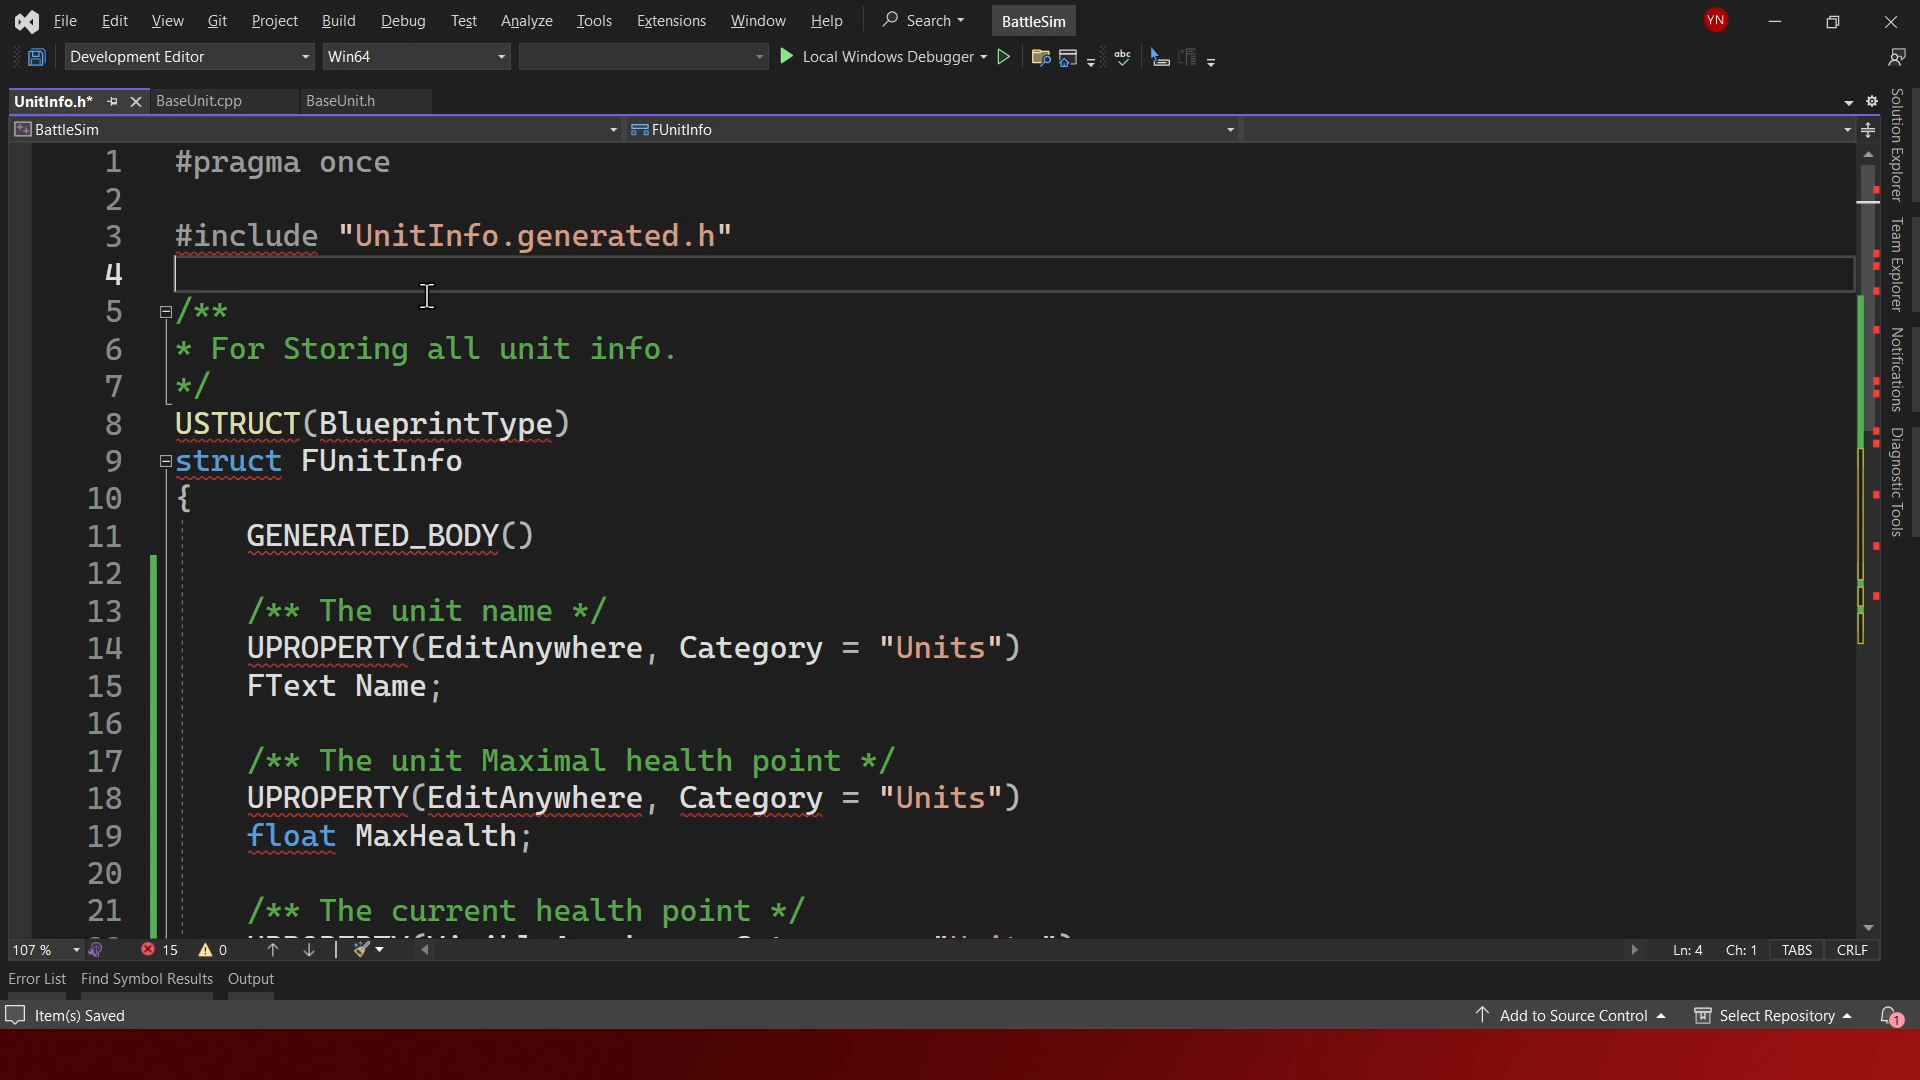 File Edit View Git Project Build Debug Test Analyze Tools Extensions Window Help Search BattleSim YN
Development Editor Win64 Local Windows Debugger abc
UnitInfo.h* BaseUnit.cpp BaseUnit.h
BattleSim FUnitInfo
1 #pragma once
2
3 #include "UnitInfo.generated.h"
4
5 /**
6 * For Storing all unit info.
7 */
8 USTRUCT(BlueprintType)
9 struct FUnitInfo
10 {
11 GENERATED_BODY()
12
13 /** The unit name */
14 UPROPERTY(EditAnywhere, Category = "Units")
15 FText Name;
16
17 /** The unit Maximal health point */
18 UPROPERTY(EditAnywhere, Category = "Units")
19 float MaxHealth;
20
21 /** The current health point */
Solution Explorer
Team Explorer
Notifications
Diagnostic Tools
107 % 15 0 Ln: 4 Ch: 1 TABS CRLF
Error List Find Symbol Results Output
Item(s) Saved Add to Source Control Select Repository 1